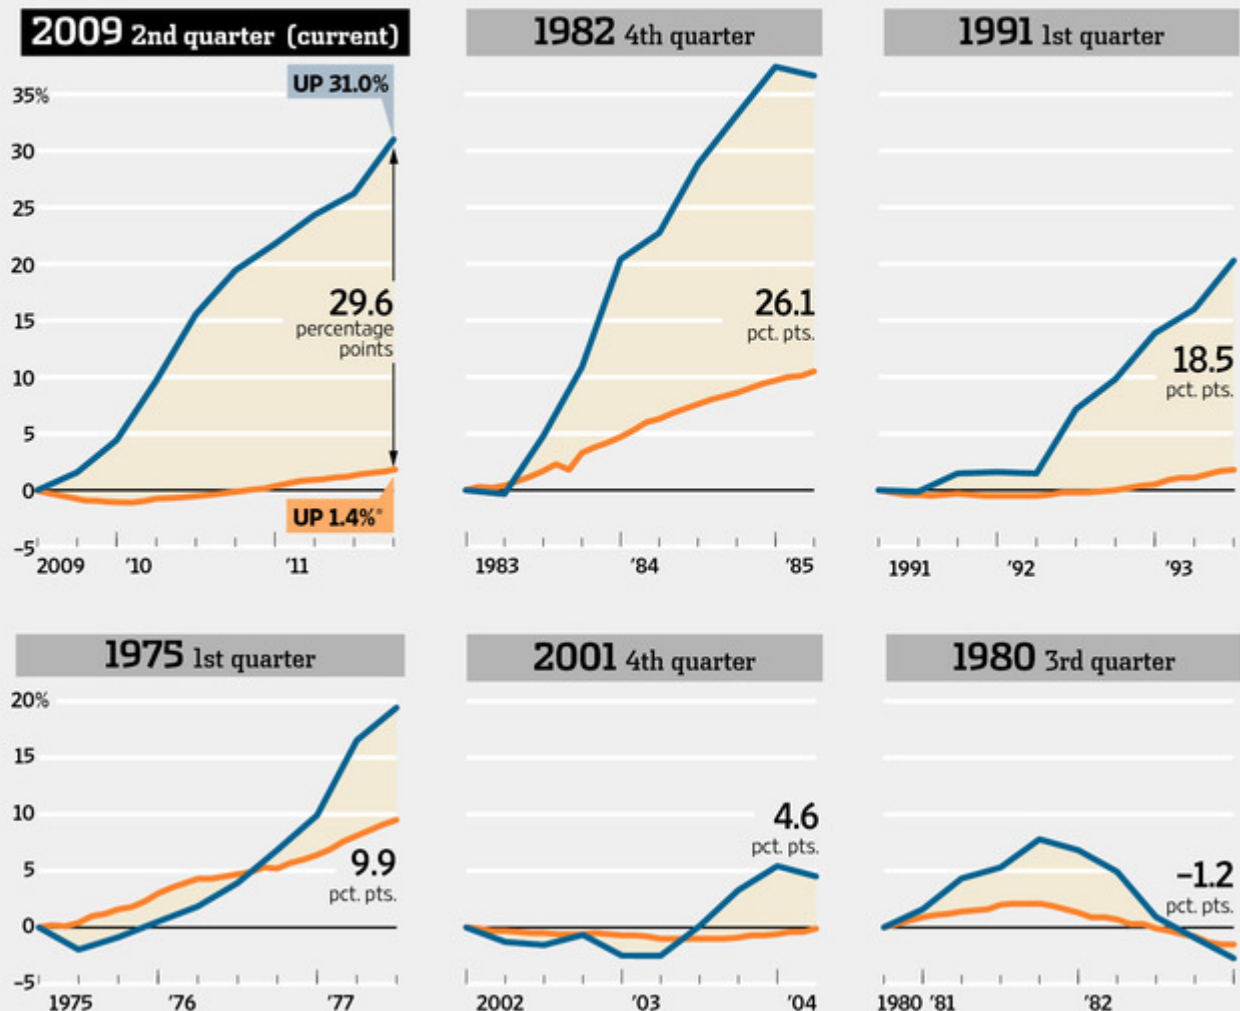 2009 2nd quarter (current)
1982 4th quarter
1991 1st quarter
UP 31.0%
35%
30
25
20
15
10
5
0
–5
29.6
percentage
points
UP 1.4%*
26.1
pct. pts.
18.5
pct. pts.
2009 '10 '11
1983 '84 '85
1991 '92 '93
1975 1st quarter
2001 4th quarter
1980 3rd quarter
20%
15
10
5
0
–5
9.9
pct. pts.
4.6
pct. pts.
–1.2
pct. pts.
1975 '76 '77
2002 '03 '04
1980 '81 '82